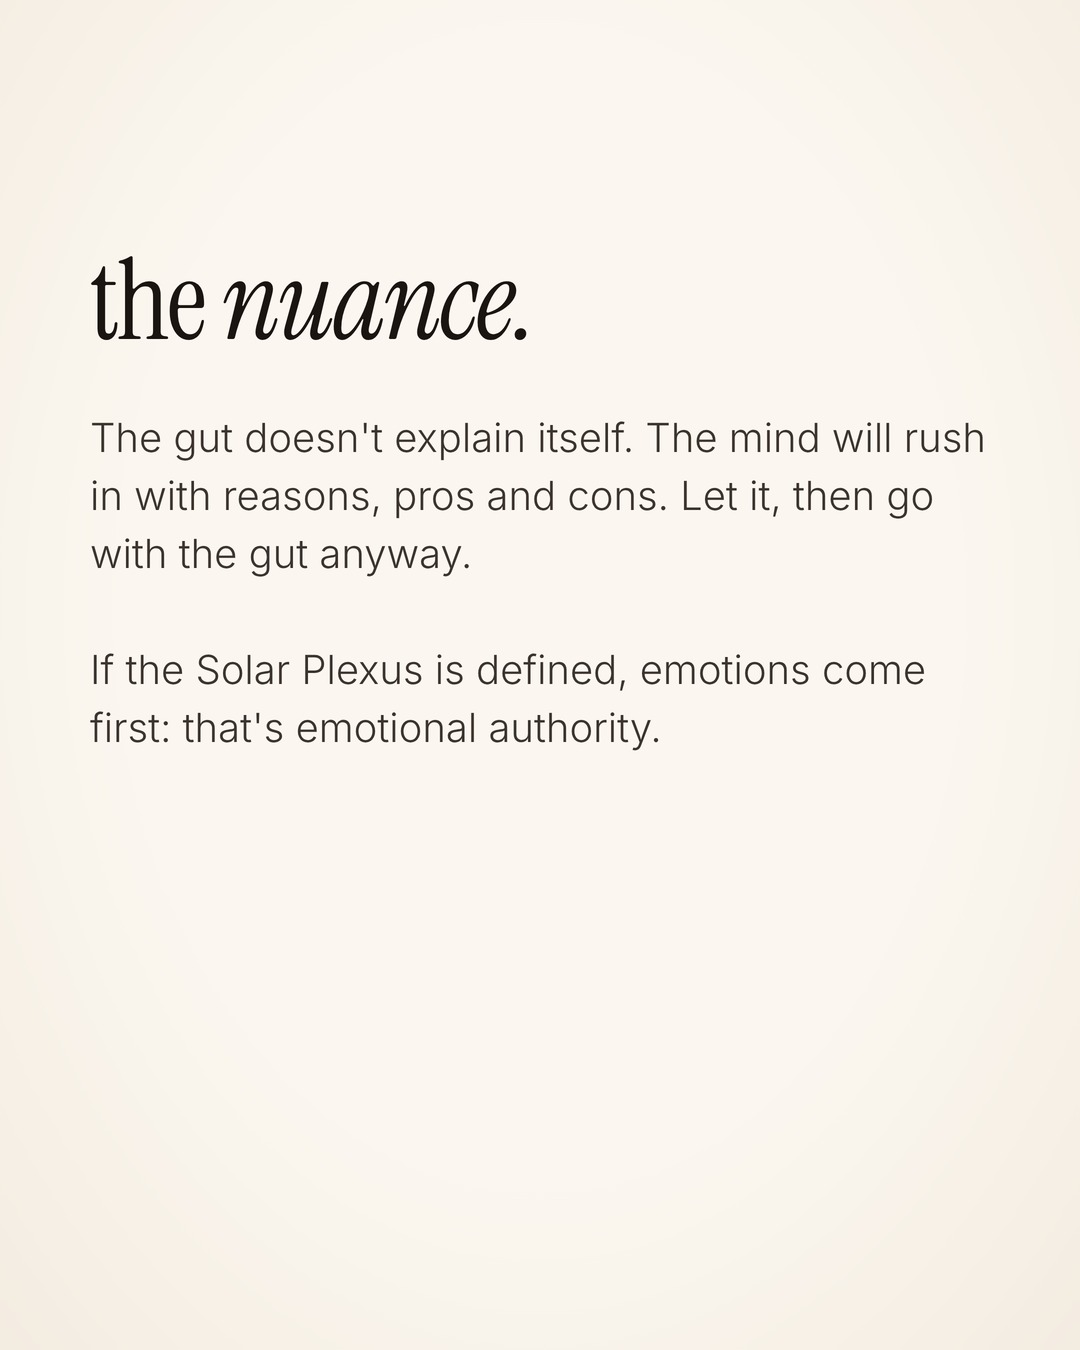 the nuance.
The gut doesn't explain itself. The mind will rush
in with reasons, pros and cons. Let it, then go
with the gut anyway.
If the Solar Plexus is defined, emotions come
first: that's emotional authority.